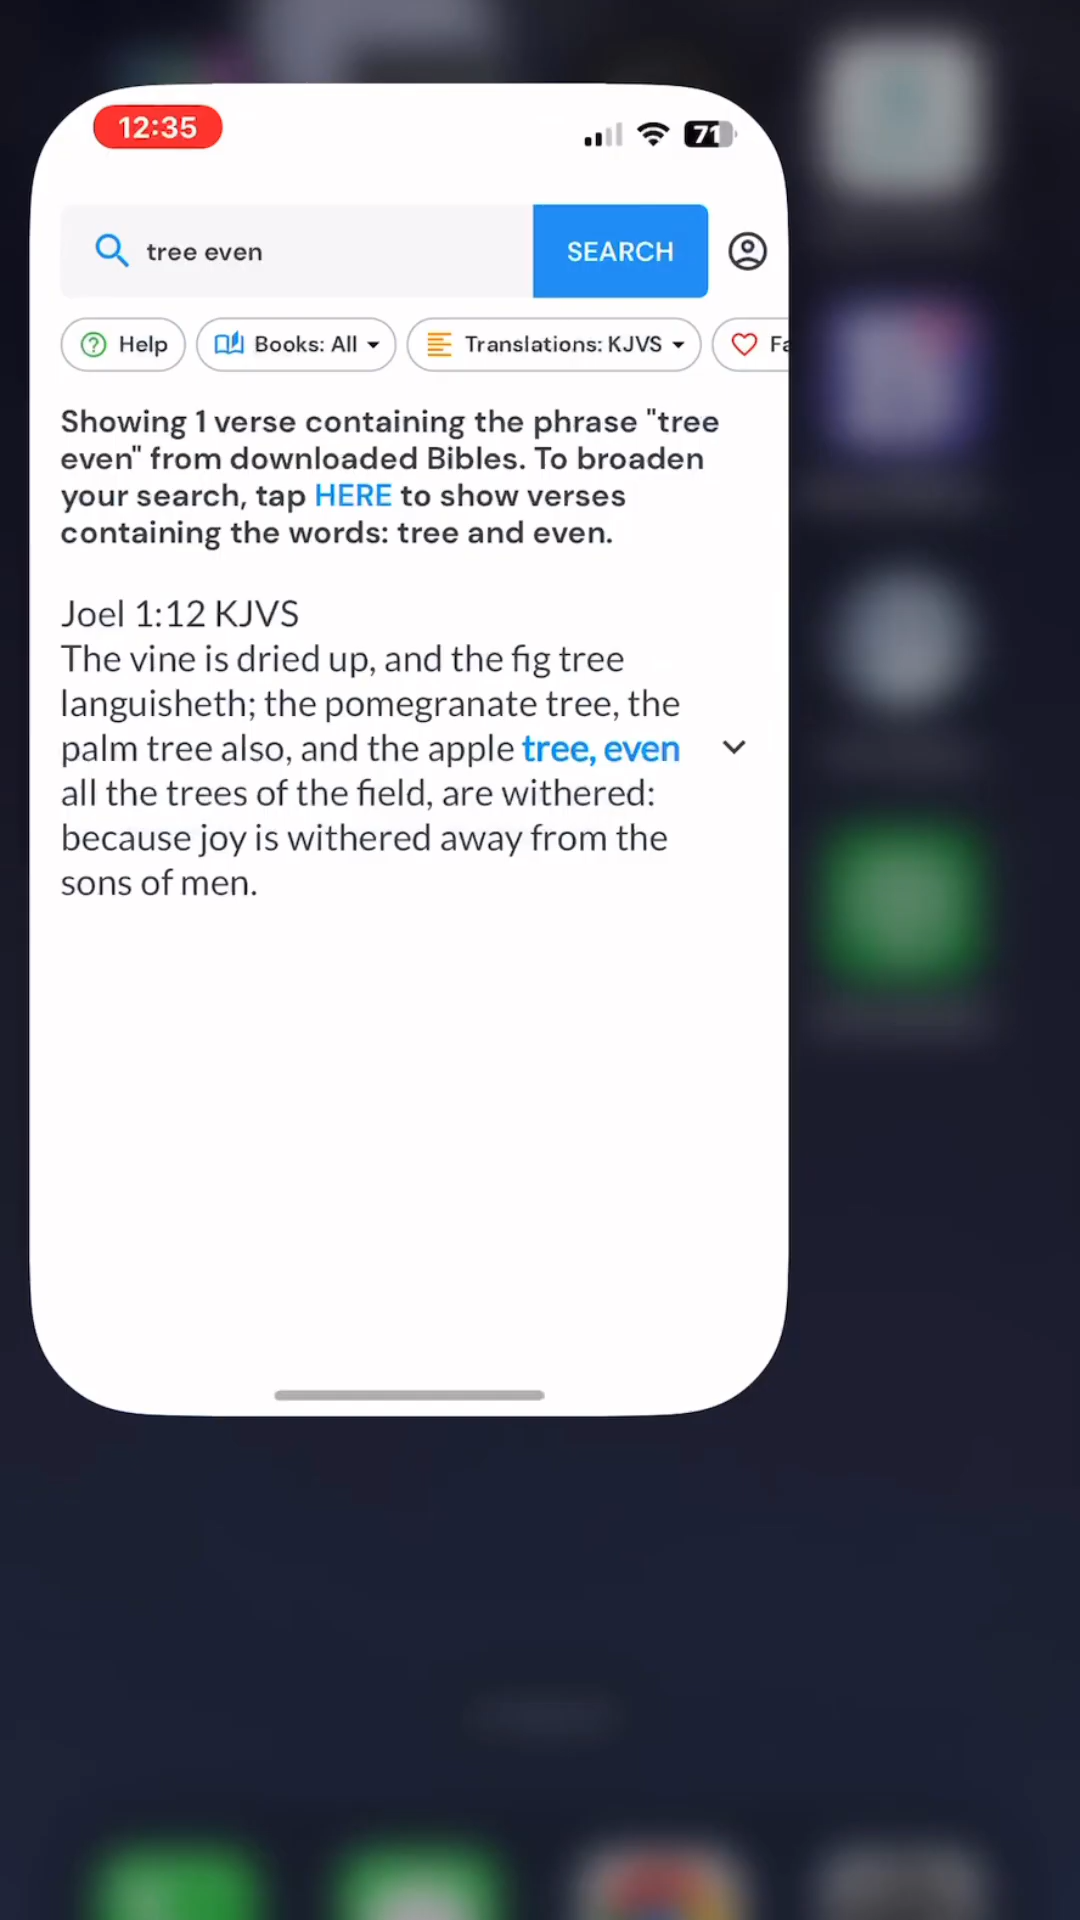 12:35
71
tree even
SEARCH
Help
Books: All
Translations: KJVS
Fa
Showing 1 verse containing the phrase "tree
even" from downloaded Bibles. To broaden
your search, tap HERE to show verses
containing the words: tree and even.
Joel 1:12 KJVS
The vine is dried up, and the fig tree
languisheth; the pomegranate tree, the
palm tree also, and the apple tree, even
all the trees of the field, are withered:
because joy is withered away from the
sons of men.